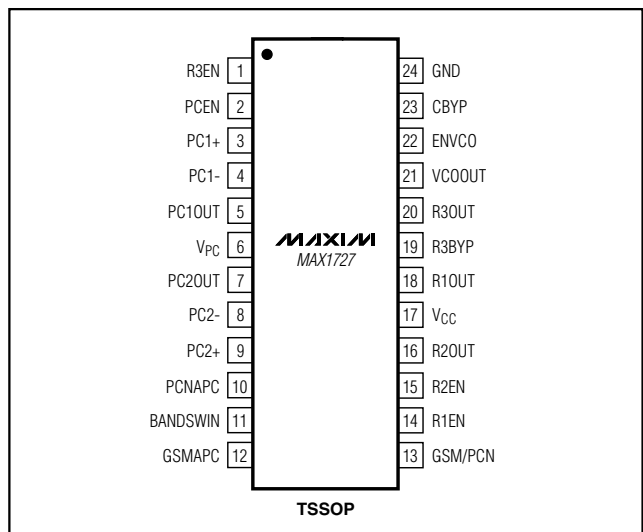 R3EN 1 24 GND
PCEN 2 23 CBYP
PC1+ 3 22 ENVCO
PC1- 4 21 VCOOUT
PC1OUT 5 20 R3OUT
VPC 6 MAXIM 19 R3BYP
MAX1727
PC2OUT 7 18 R1OUT
PC2- 8 17 VCC
PC2+ 9 16 R2OUT
PCNAPC 10 15 R2EN
BANDSWIN 11 14 R1EN
GSMAPC 12 13 GSM/PCN
TSSOP